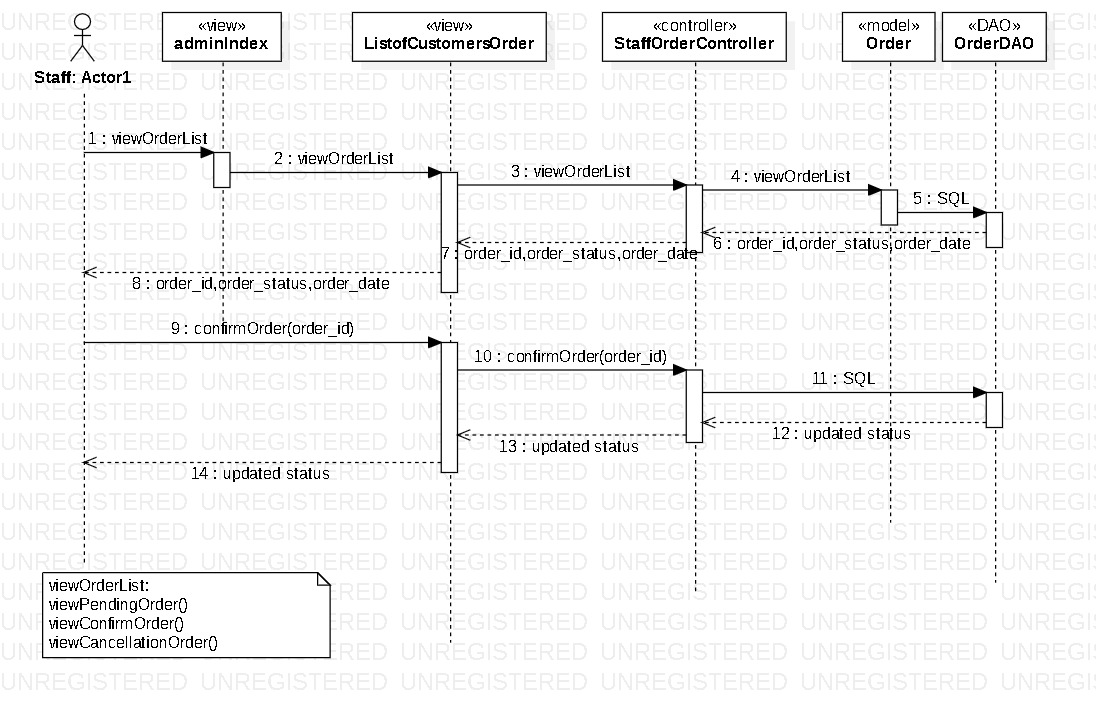 «view»
adminIndex
«view»
ListofCustomersOrder
«controller»
StaffOrderController
«model»
Order
«DAO»
OrderDAO
Staff: Actor1
1 : viewOrderList
2 : viewOrderList
3 : viewOrderList
4 : viewOrderList
5 : SQL
6 : order_id,order_status,order_date
7 : order_id,order_status,order_date
8 : order_id,order_status,order_date
9 : confirmOrder(order_id)
10 : confirmOrder(order_id)
11 : SQL
12 : updated status
13 : updated status
14 : updated status
viewOrderList:
viewPendingOrder()
viewConfirmOrder()
viewCancellationOrder()
UNREGISTERED